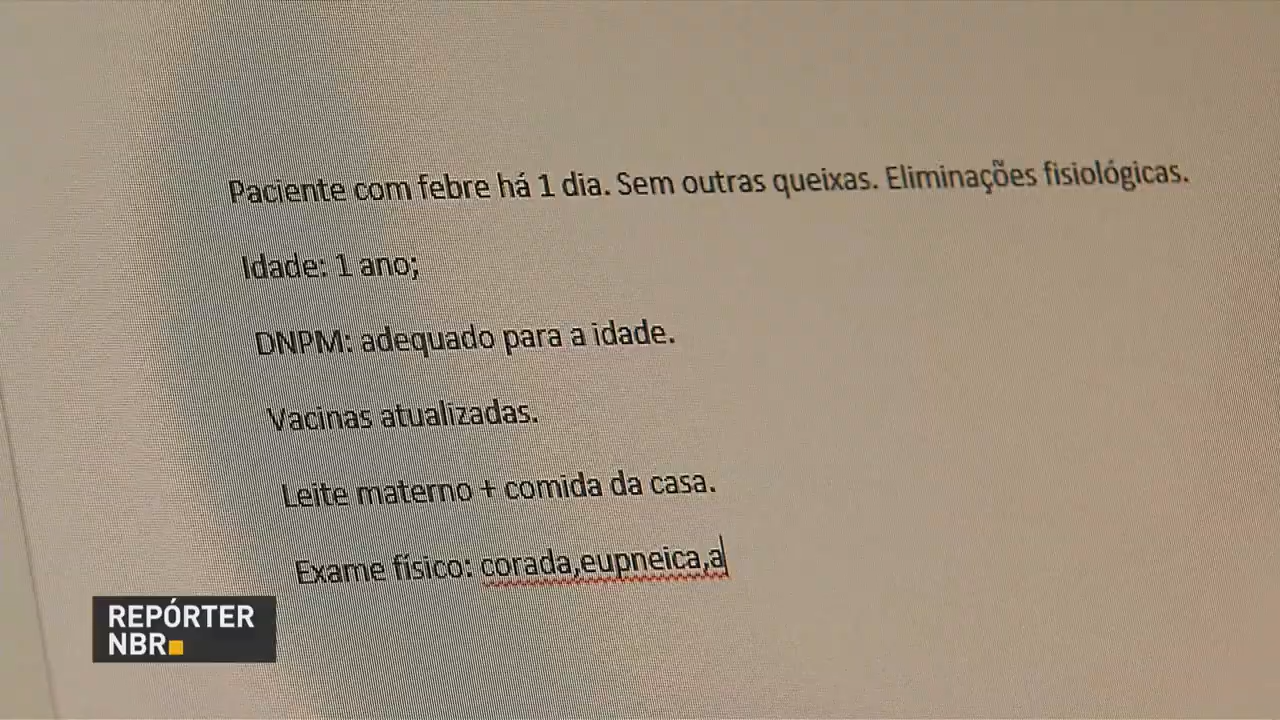 Paciente com febre há 1 dia. Sem outras queixas. Eliminações fisiológicas.
Idade: 1 ano;
DNPM: adequado para a idade.
Vacinas atualizadas.
Leite materno + comida da casa.
Exame físico: corada,eupneica,a
REPÓRTER
NBR